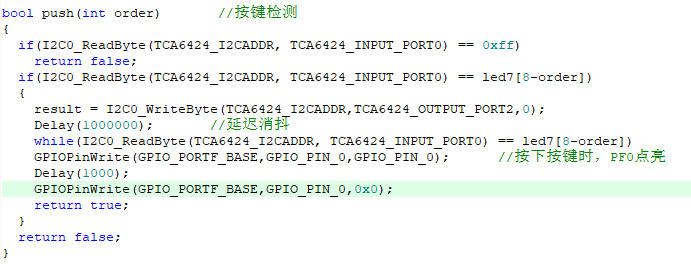 bool push(int order)        //按键检测
{
  if(I2C0_ReadByte(TCA6424_I2CADDR, TCA6424_INPUT_PORT0) == 0xff)
    return false;
  if(I2C0_ReadByte(TCA6424_I2CADDR, TCA6424_INPUT_PORT0) == led7[8-order])
  {
    result = I2C0_WriteByte(TCA6424_I2CADDR,TCA6424_OUTPUT_PORT2,0);
    Delay(1000000);       //延迟消抖
    while(I2C0_ReadByte(TCA6424_I2CADDR, TCA6424_INPUT_PORT0) == led7[8-order])
    GPIOPinWrite(GPIO_PORTF_BASE,GPIO_PIN_0,GPIO_PIN_0);       //按下按键时，PF0点亮
    Delay(1000);
    GPIOPinWrite(GPIO_PORTF_BASE,GPIO_PIN_0,0x0);
    return true;
  }
  return false;
}